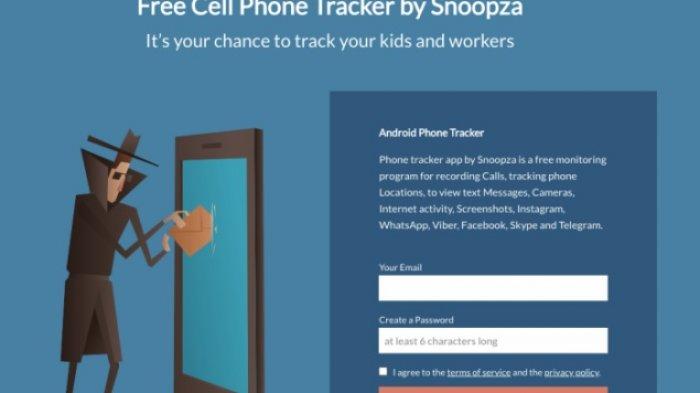 Free Cell Phone Tracker by Snoopza
It's your chance to track your kids and workers
Android Phone Tracker
Phone tracker app by Snoopza is a free monitoring
program for recording Calls, tracking phone
Locations, to view text Messages, Cameras,
Internet activity, Screenshots, Instagram,
WhatsApp, Viber, Facebook, Skype and Telegram.
Your Email
Create a Password
at least 6 characters long
I agree to the terms of service and the privacy policy.